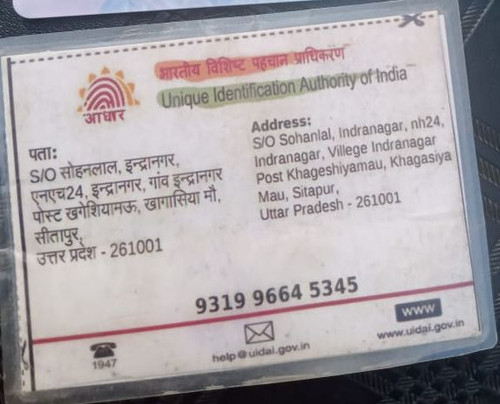 भारतीय विशिष्ट पहचान प्राधिकरण
Unique Identification Authority of India
आधार
पता:
S/O सोहनलाल, इन्द्रानगर,
एनएच24, इन्द्रानगर, गांव इन्द्रानगर
पोस्ट खगेशियामऊ, खागासिया मौ,
सीतापुर,
उत्तर प्रदेश - 261001
Address:
S/O Sohanlal, Indranagar, nh24,
Indranagar, Villege Indranagar
Post Khageshiyamau, Khagasiya
Mau, Sitapur,
Uttar Pradesh - 261001
9319 9664 5345
1947
help@uidai.gov.in
www
www.uidai.gov.in